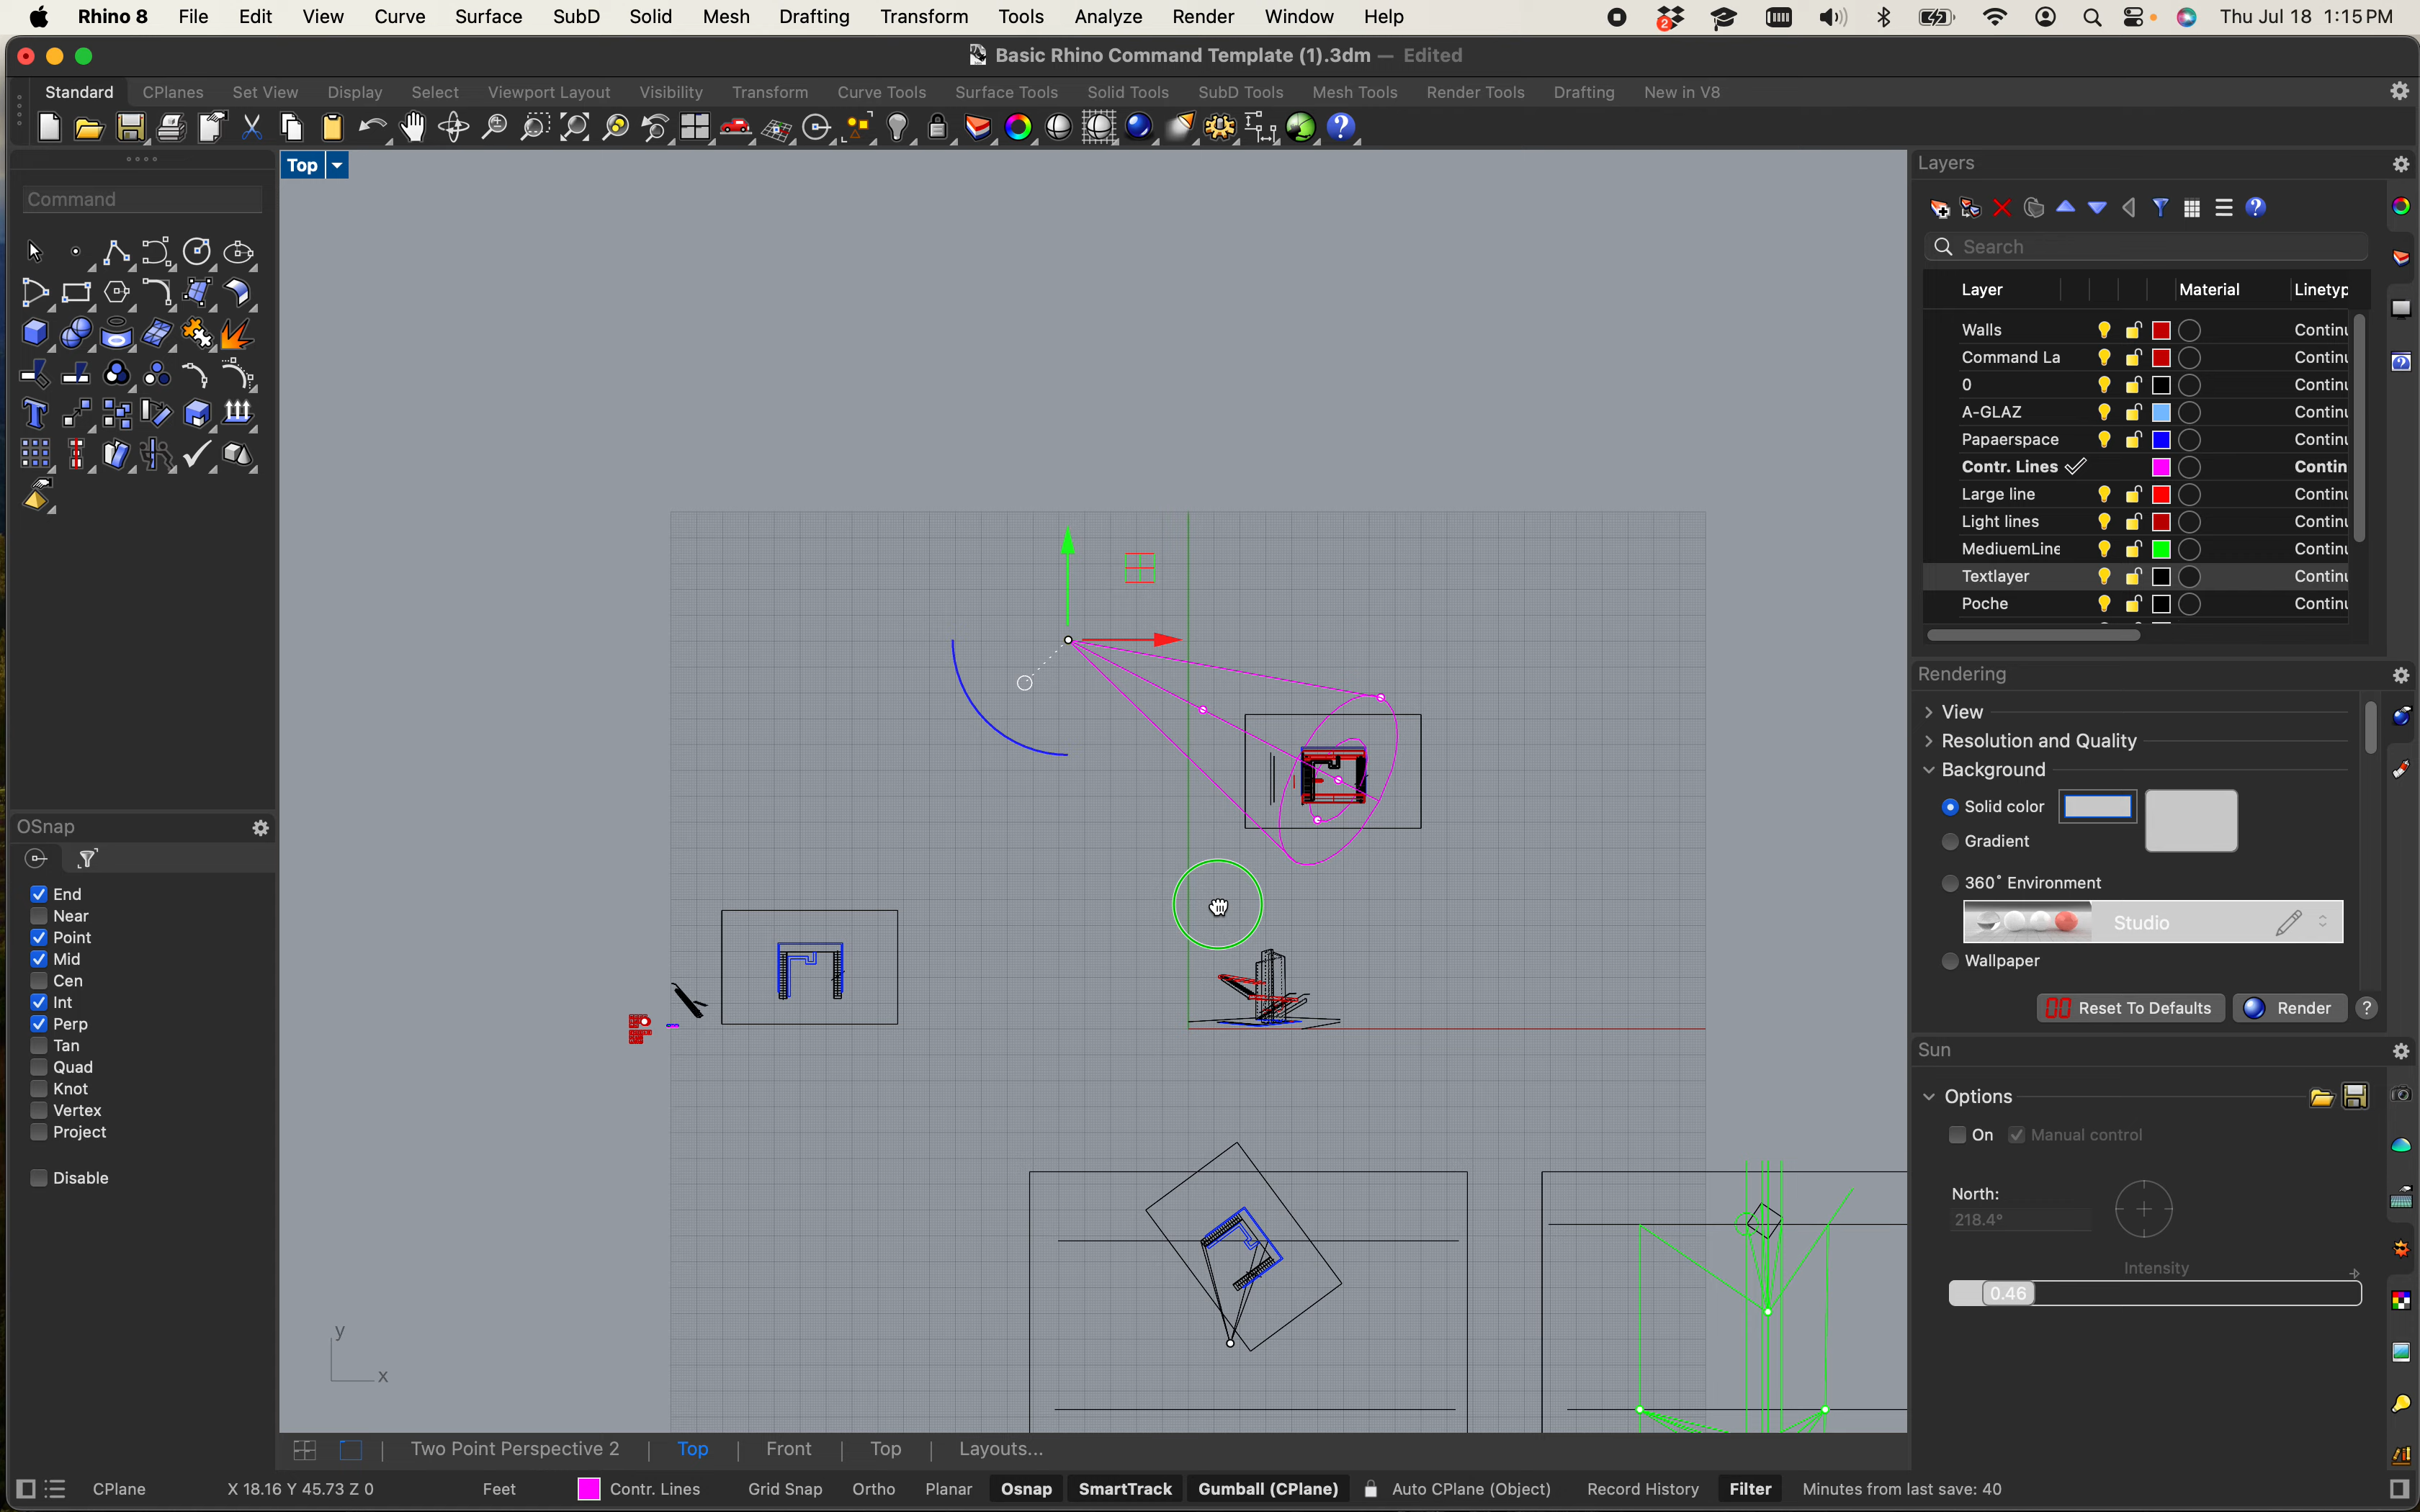 Rhino 8 File Edit View Curve Surface SubD Solid Mesh Drafting Transform Tools Analyze Render Window Help 2 Thu Jul 18 1:15 PM
Basic Rhino Command Template (1).3dm — Edited
Standard CPlanes Set View Display Select Viewport Layout Visibility Transform Curve Tools Surface Tools Solid Tools SubD Tools Mesh Tools Render Tools Drafting New in V8
Top
Command
OSnap
End
Near
Point
Mid
Cen
Int
Perp
Tan
Quad
Knot
Vertex
Project
Disable
y
x
Layers
Search
Layer Material Linetyp
Walls Continu
Command La Continu
0 Continu
A-GLAZ Continu
Papaerspace Continu
Contr. Lines Contin
Large line Continu
Light lines Continu
MediuemLine Continu
Textlayer Continu
Poche Continu
Rendering
View
Resolution and Quality
Background
Solid color
Gradient
360° Environment
Studio
Wallpaper
Reset To Defaults Render ?
Sun
Options
On Manual control
North:
218.4°
Intensity
0.46
Two Point Perspective 2 | Top | Front | Top | Layouts...
CPlane X 18.16 Y 45.73 Z 0 Feet Contr. Lines Grid Snap Ortho Planar Osnap SmartTrack Gumball (CPlane) Auto CPlane (Object) Record History Filter Minutes from last save: 40